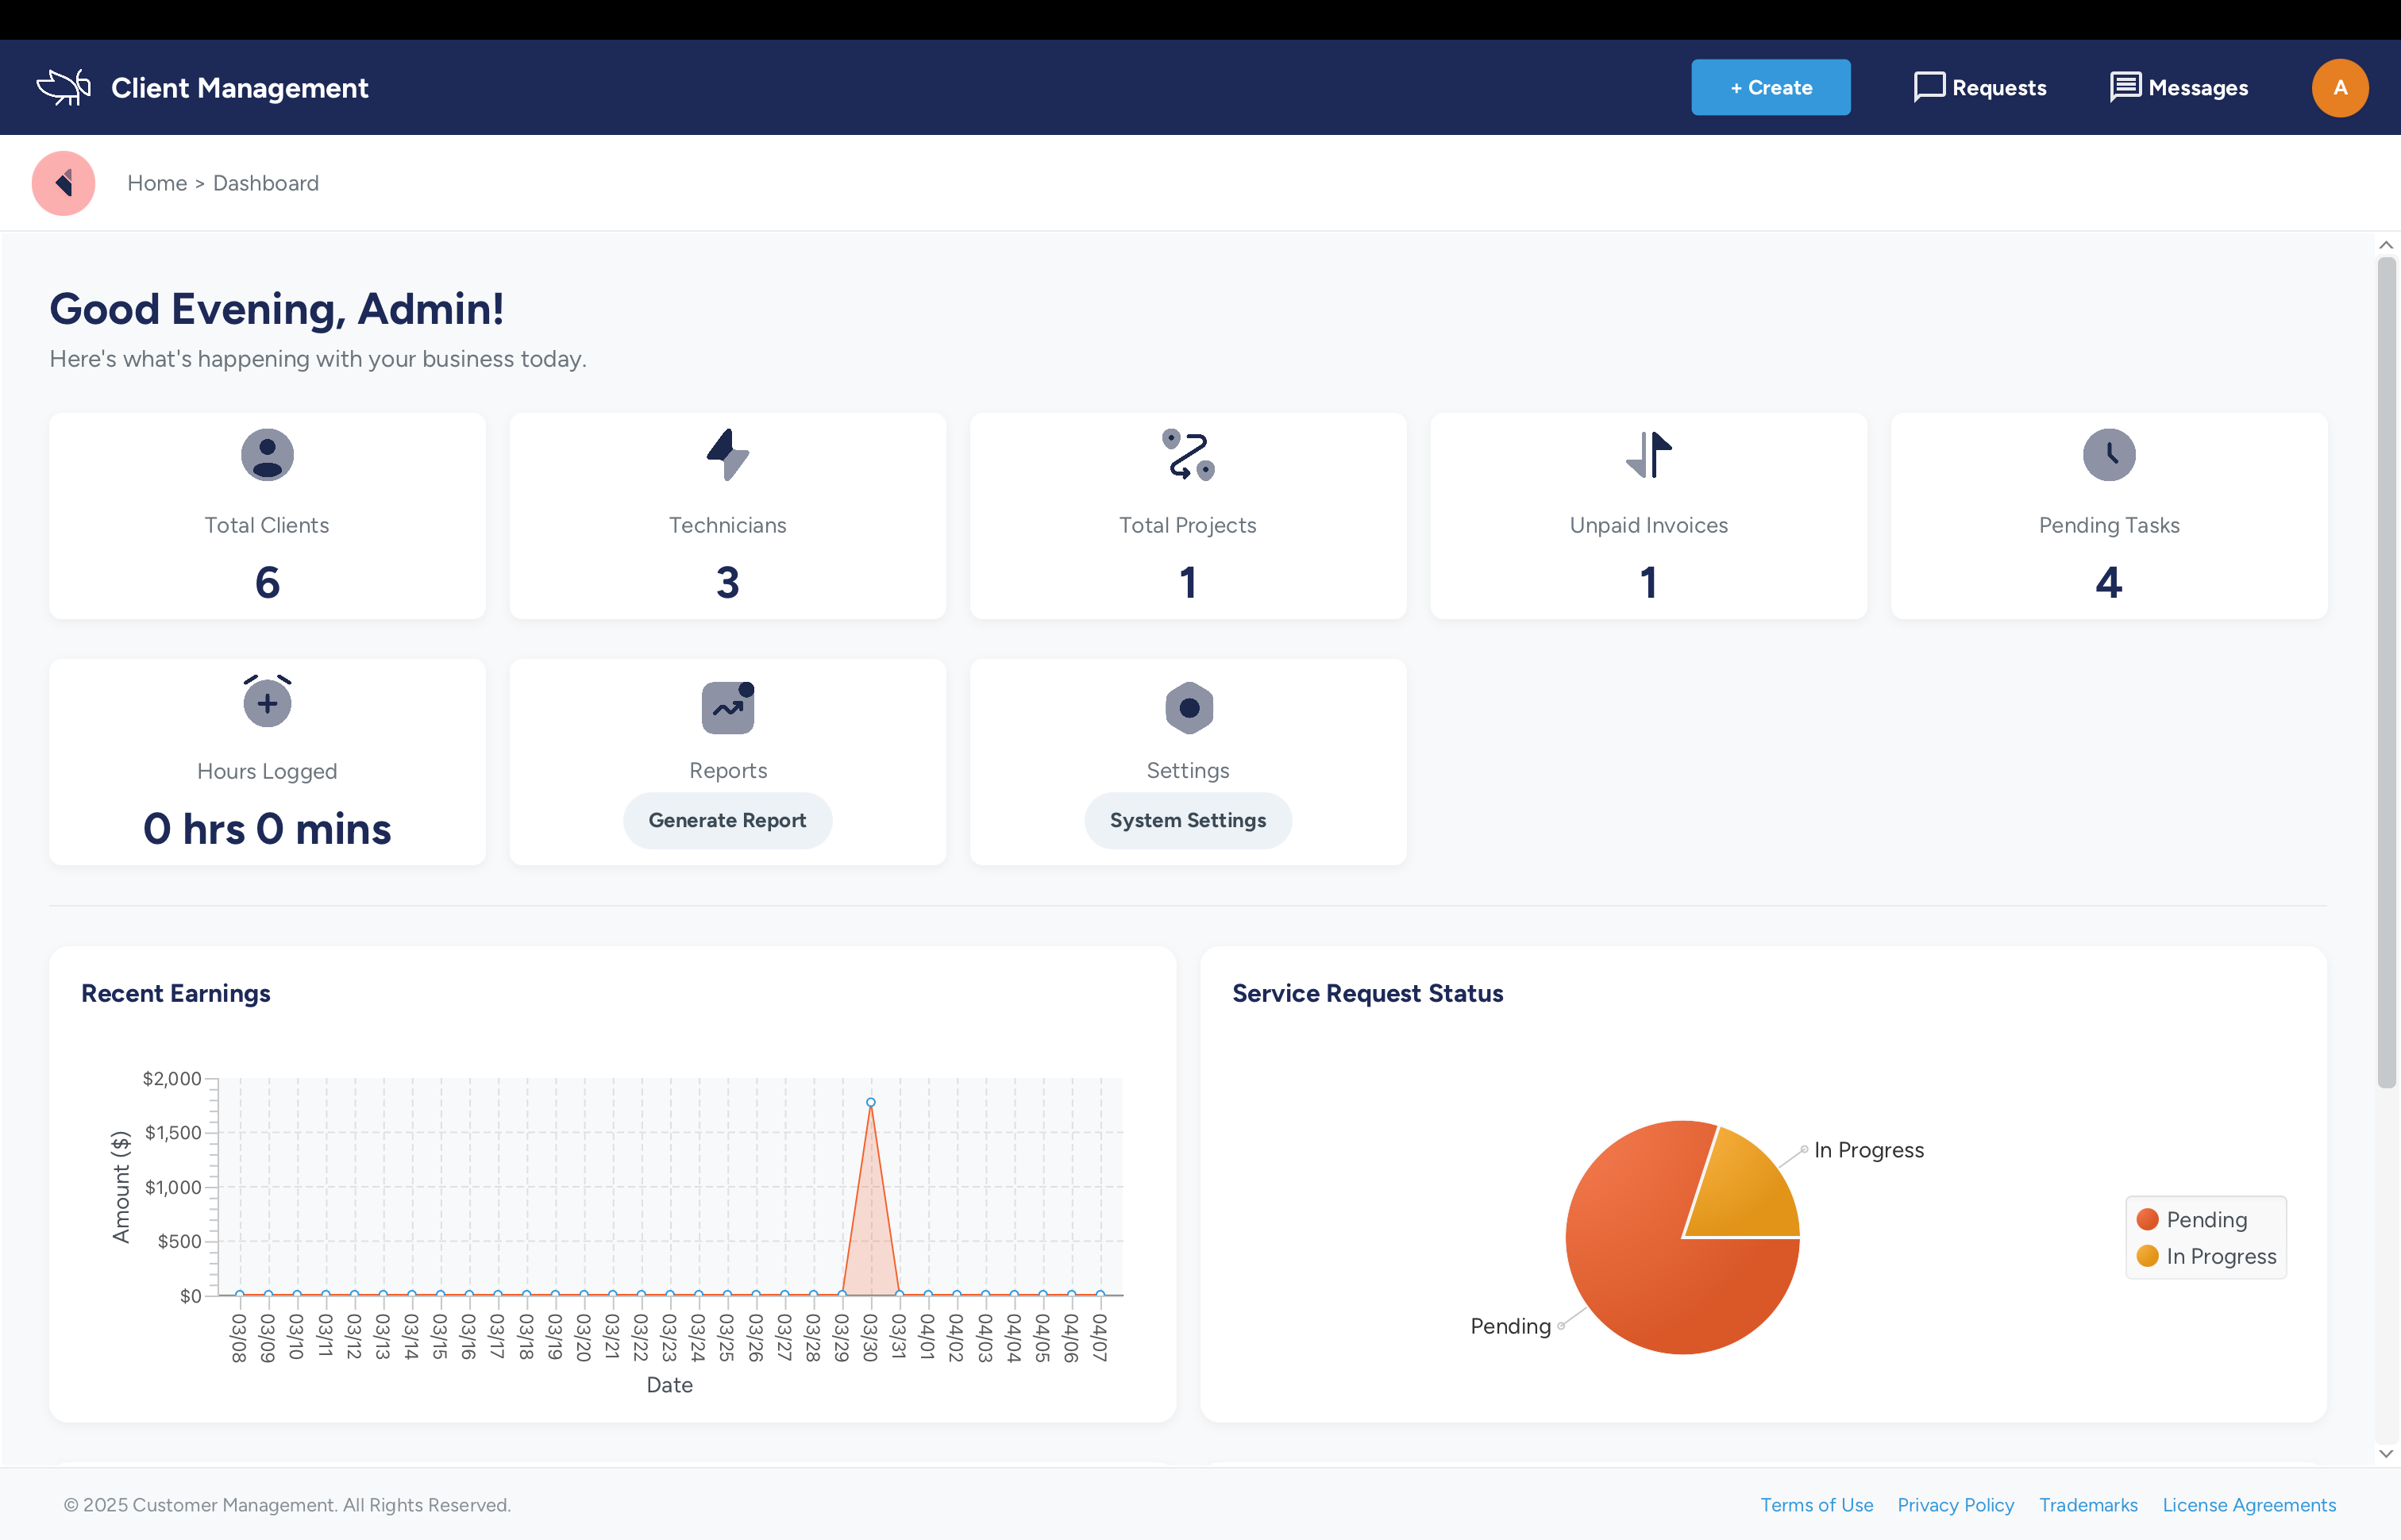 Client Management
+ Create
Requests
Messages
A
Home > Dashboard
Good Evening, Admin!
Here's what's happening with your business today.
Total Clients
6
Technicians
3
Total Projects
1
Unpaid Invoices
1
Pending Tasks
4
Hours Logged
0 hrs 0 mins
Reports
Generate Report
Settings
System Settings
Recent Earnings
Amount ($)
$2,000
$1,500
$1,000
$500
$0
03/08
03/09
03/10
03/11
03/12
03/13
03/14
03/15
03/16
03/17
03/18
03/19
03/20
03/21
03/22
03/23
03/24
03/25
03/26
03/27
03/28
03/29
03/30
03/31
04/01
04/02
04/03
04/04
04/05
04/06
04/07
Date
Service Request Status
In Progress
Pending
Pending
In Progress
© 2025 Customer Management. All Rights Reserved.
Terms of Use
Privacy Policy
Trademarks
License Agreements